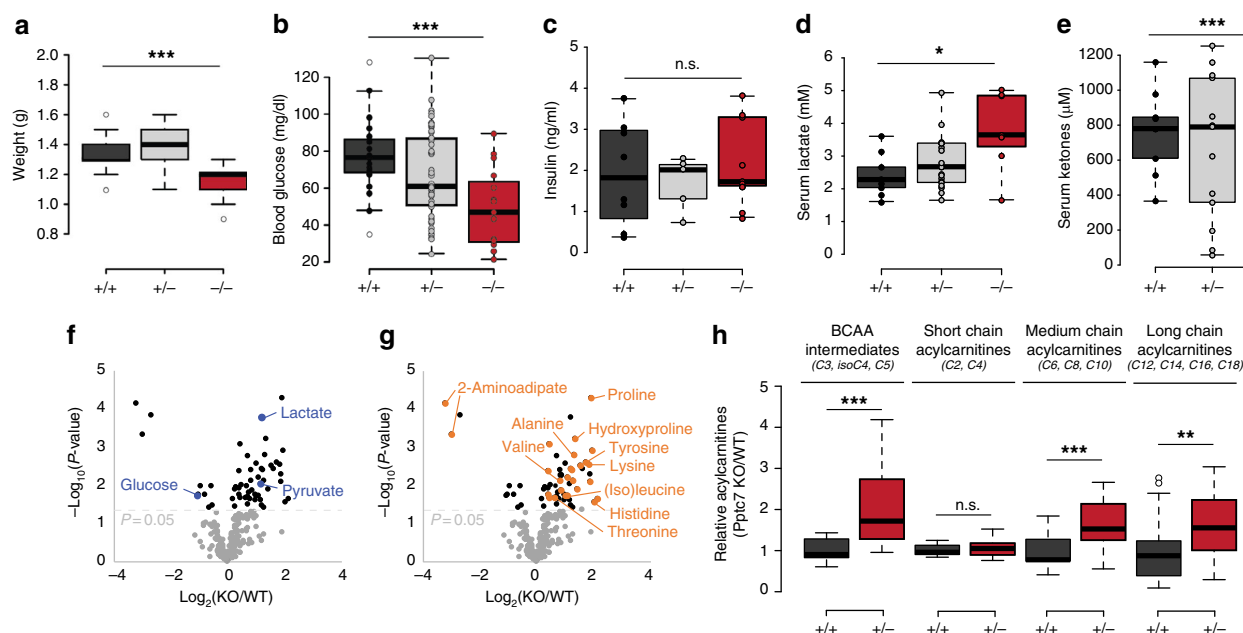 a
***
Weight (g)
2.0
1.8
1.6
1.4
1.2
1.0
0.8
+/+
+/−
−/−
b
***
Blood glucose (mg/dl)
120
100
80
60
40
20
+/+
+/−
−/−
c
n.s.
Insulin (ng/ml)
5
4
3
2
1
0
+/+
+/−
−/−
d
*
Serum lactate (mM)
6
5
4
3
2
1
0
+/+
+/−
−/−
e
***
Serum ketones (μM)
1200
1000
800
600
400
200
0
+/+
+/−
f
−Log10(P-value)
5
4
3
2
1
0
Lactate
Glucose
Pyruvate
P = 0.05
−4
−2
0
2
4
Log2(KO/WT)
g
−Log10(P-value)
5
4
3
2
1
0
2-Aminoadipate
Proline
Alanine
Hydroxyproline
Valine
Tyrosine
Lysine
(Iso)leucine
Histidine
Threonine
P = 0.05
−4
−2
0
2
4
Log2(KO/WT)
h
BCAA
intermediates
(C3, isoC4, C5)
Short chain
acylcarnitines
(C2, C4)
Medium chain
acylcarnitines
(C6, C8, C10)
Long chain
acylcarnitines
(C12, C14, C16, C18)
Relative acylcarnitines
(Pptc7 KO/WT)
5
4
3
2
1
0
***
n.s.
***
**
+/+
+/−
+/+
+/−
+/+
+/−
+/+
+/−